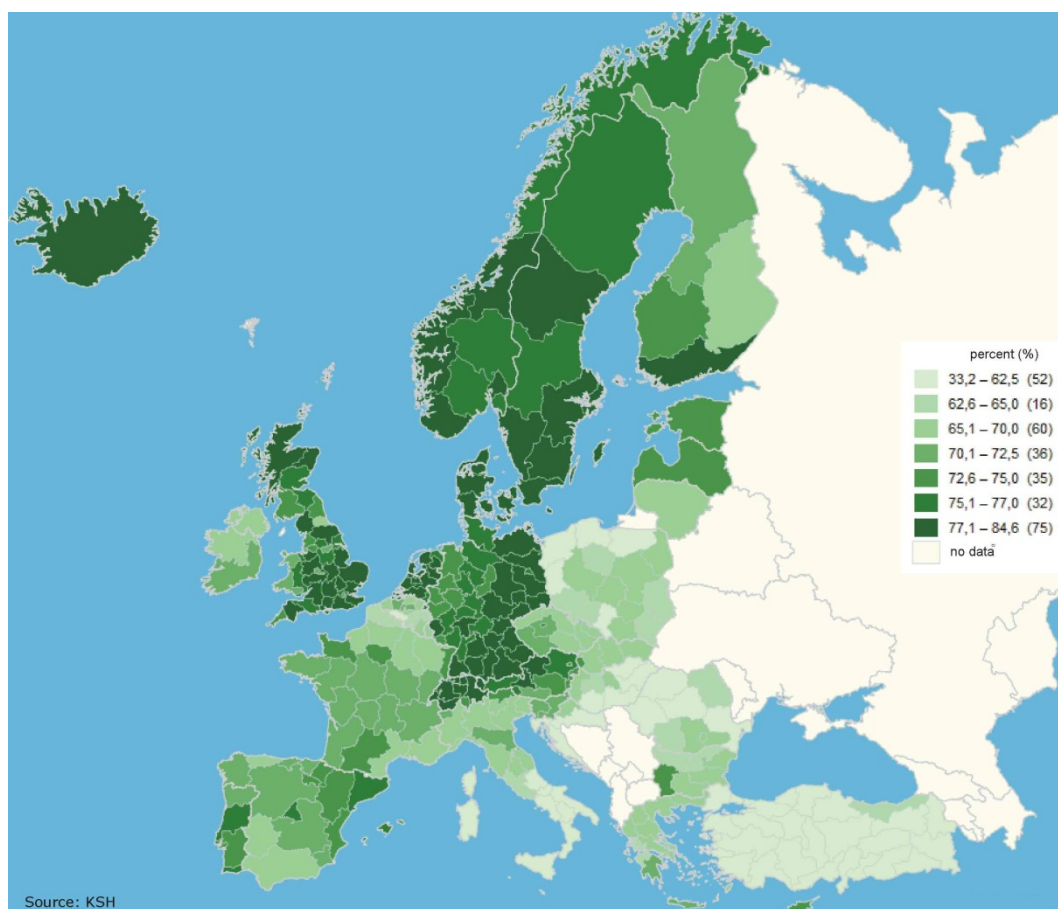 percent (%)
33,2 – 62,5 (52)
62,6 – 65,0 (16)
65,1 – 70,0 (60)
70,1 – 72,5 (36)
72,6 – 75,0 (35)
75,1 – 77,0 (32)
77,1 – 84,6 (75)
no data
Source: KSH